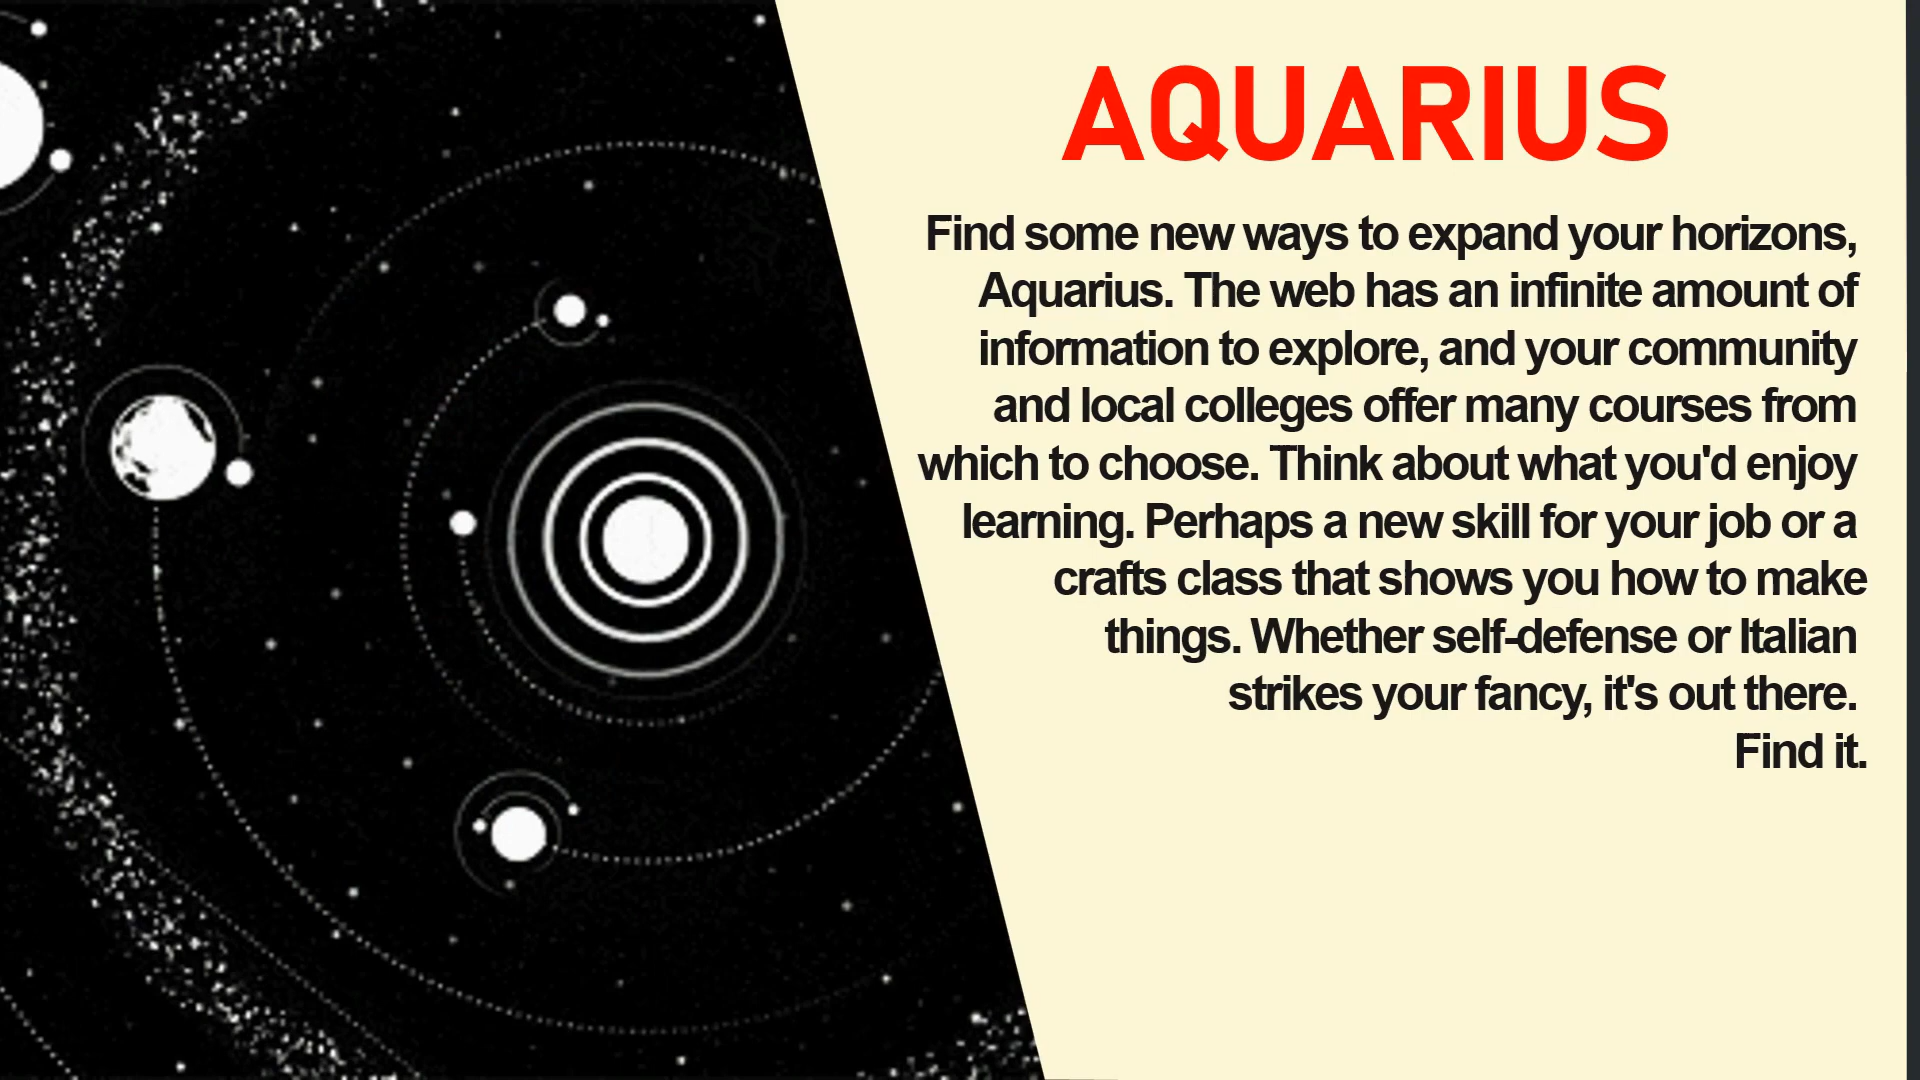 AQUARIUS
Find some new ways to expand your horizons,
Aquarius. The web has an infinite amount of
information to explore, and your community
and local colleges offer many courses from
which to choose. Think about what you'd enjoy
learning. Perhaps a new skill for your job or a
crafts class that shows you how to make
things. Whether self-defense or Italian
strikes your fancy, it's out there.
Find it.